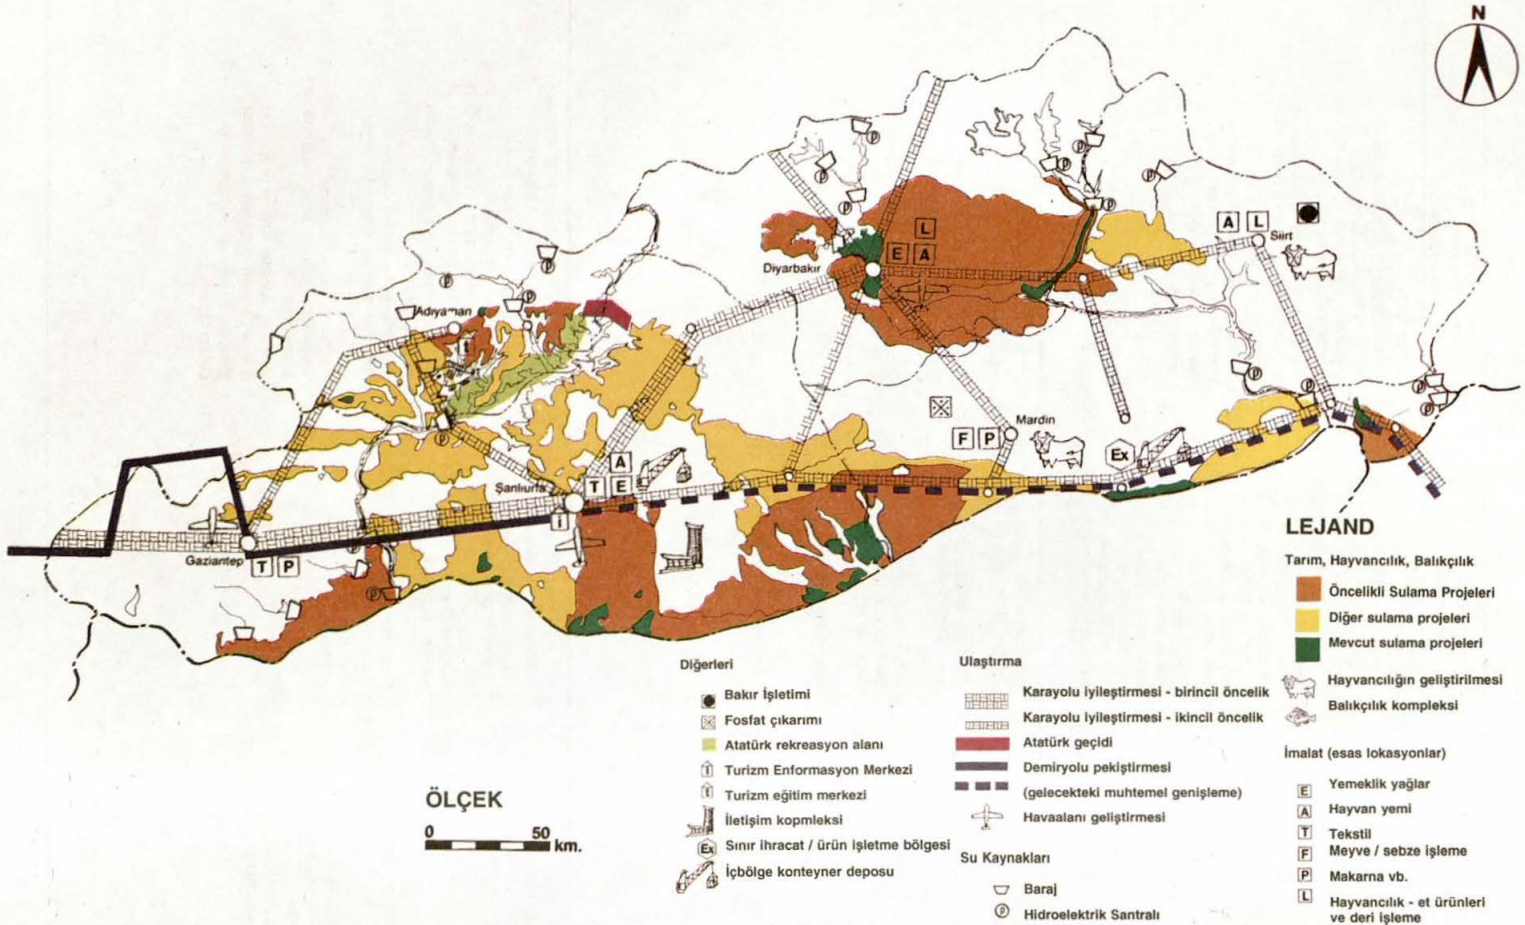 N
L
E A
A L
Siirt
Diyarbakır
Adıyaman
Mardin
F P
Ex
A
T E
Şanlıurfa
i
Gaziantep
T P
LEJAND
Tarım, Hayvancılık, Balıkçılık
Öncelikli Sulama Projeleri
Diğer sulama projeleri
Mevcut sulama projeleri
Hayvancılığın geliştirilmesi
Balıkçılık kompleksi
İmalat (esas lokasyonlar)
E Yemeklik yağlar
A Hayvan yemi
T Tekstil
F Meyve / sebze işleme
P Makarna vb.
L Hayvancılık - et ürünleri
ve deri işleme
Diğerleri
Bakır İşletimi
Fosfat çıkarımı
Atatürk rekreasyon alanı
i Turizm Enformasyon Merkezi
t Turizm eğitim merkezi
İletişim kopmleksi
Ex Sınır ihracat / ürün işletme bölgesi
İçbölge konteyner deposu
Ulaştırma
Karayolu iyileştirmesi - birincil öncelik
Karayolu iyileştirmesi - ikincil öncelik
Atatürk geçidi
Demiryolu pekiştirmesi
(gelecekteki muhtemel genişleme)
Havaalanı geliştirmesi
Su Kaynakları
Baraj
P Hidroelektrik Santralı
ÖLÇEK
0 50
km.